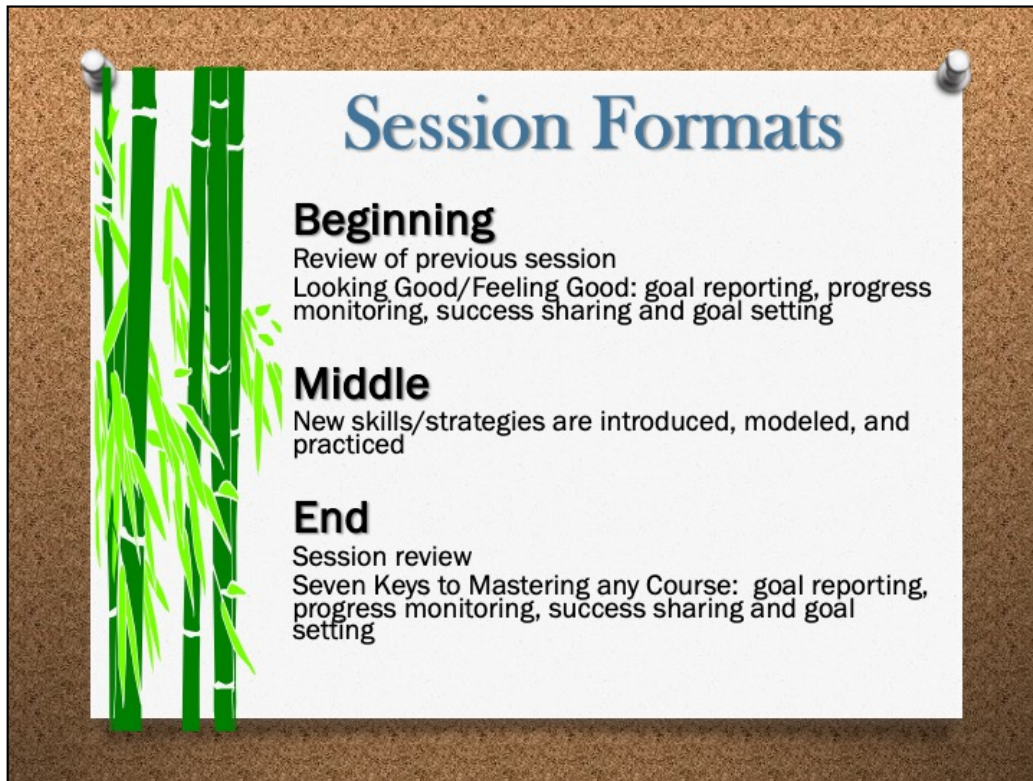 Session Formats
Beginning
Review of previous session
Looking Good/Feeling Good: goal reporting, progress
monitoring, success sharing and goal setting
Middle
New skills/strategies are introduced, modeled, and
practiced
End
Session review
Seven Keys to Mastering any Course:  goal reporting,
progress monitoring, success sharing and goal
setting